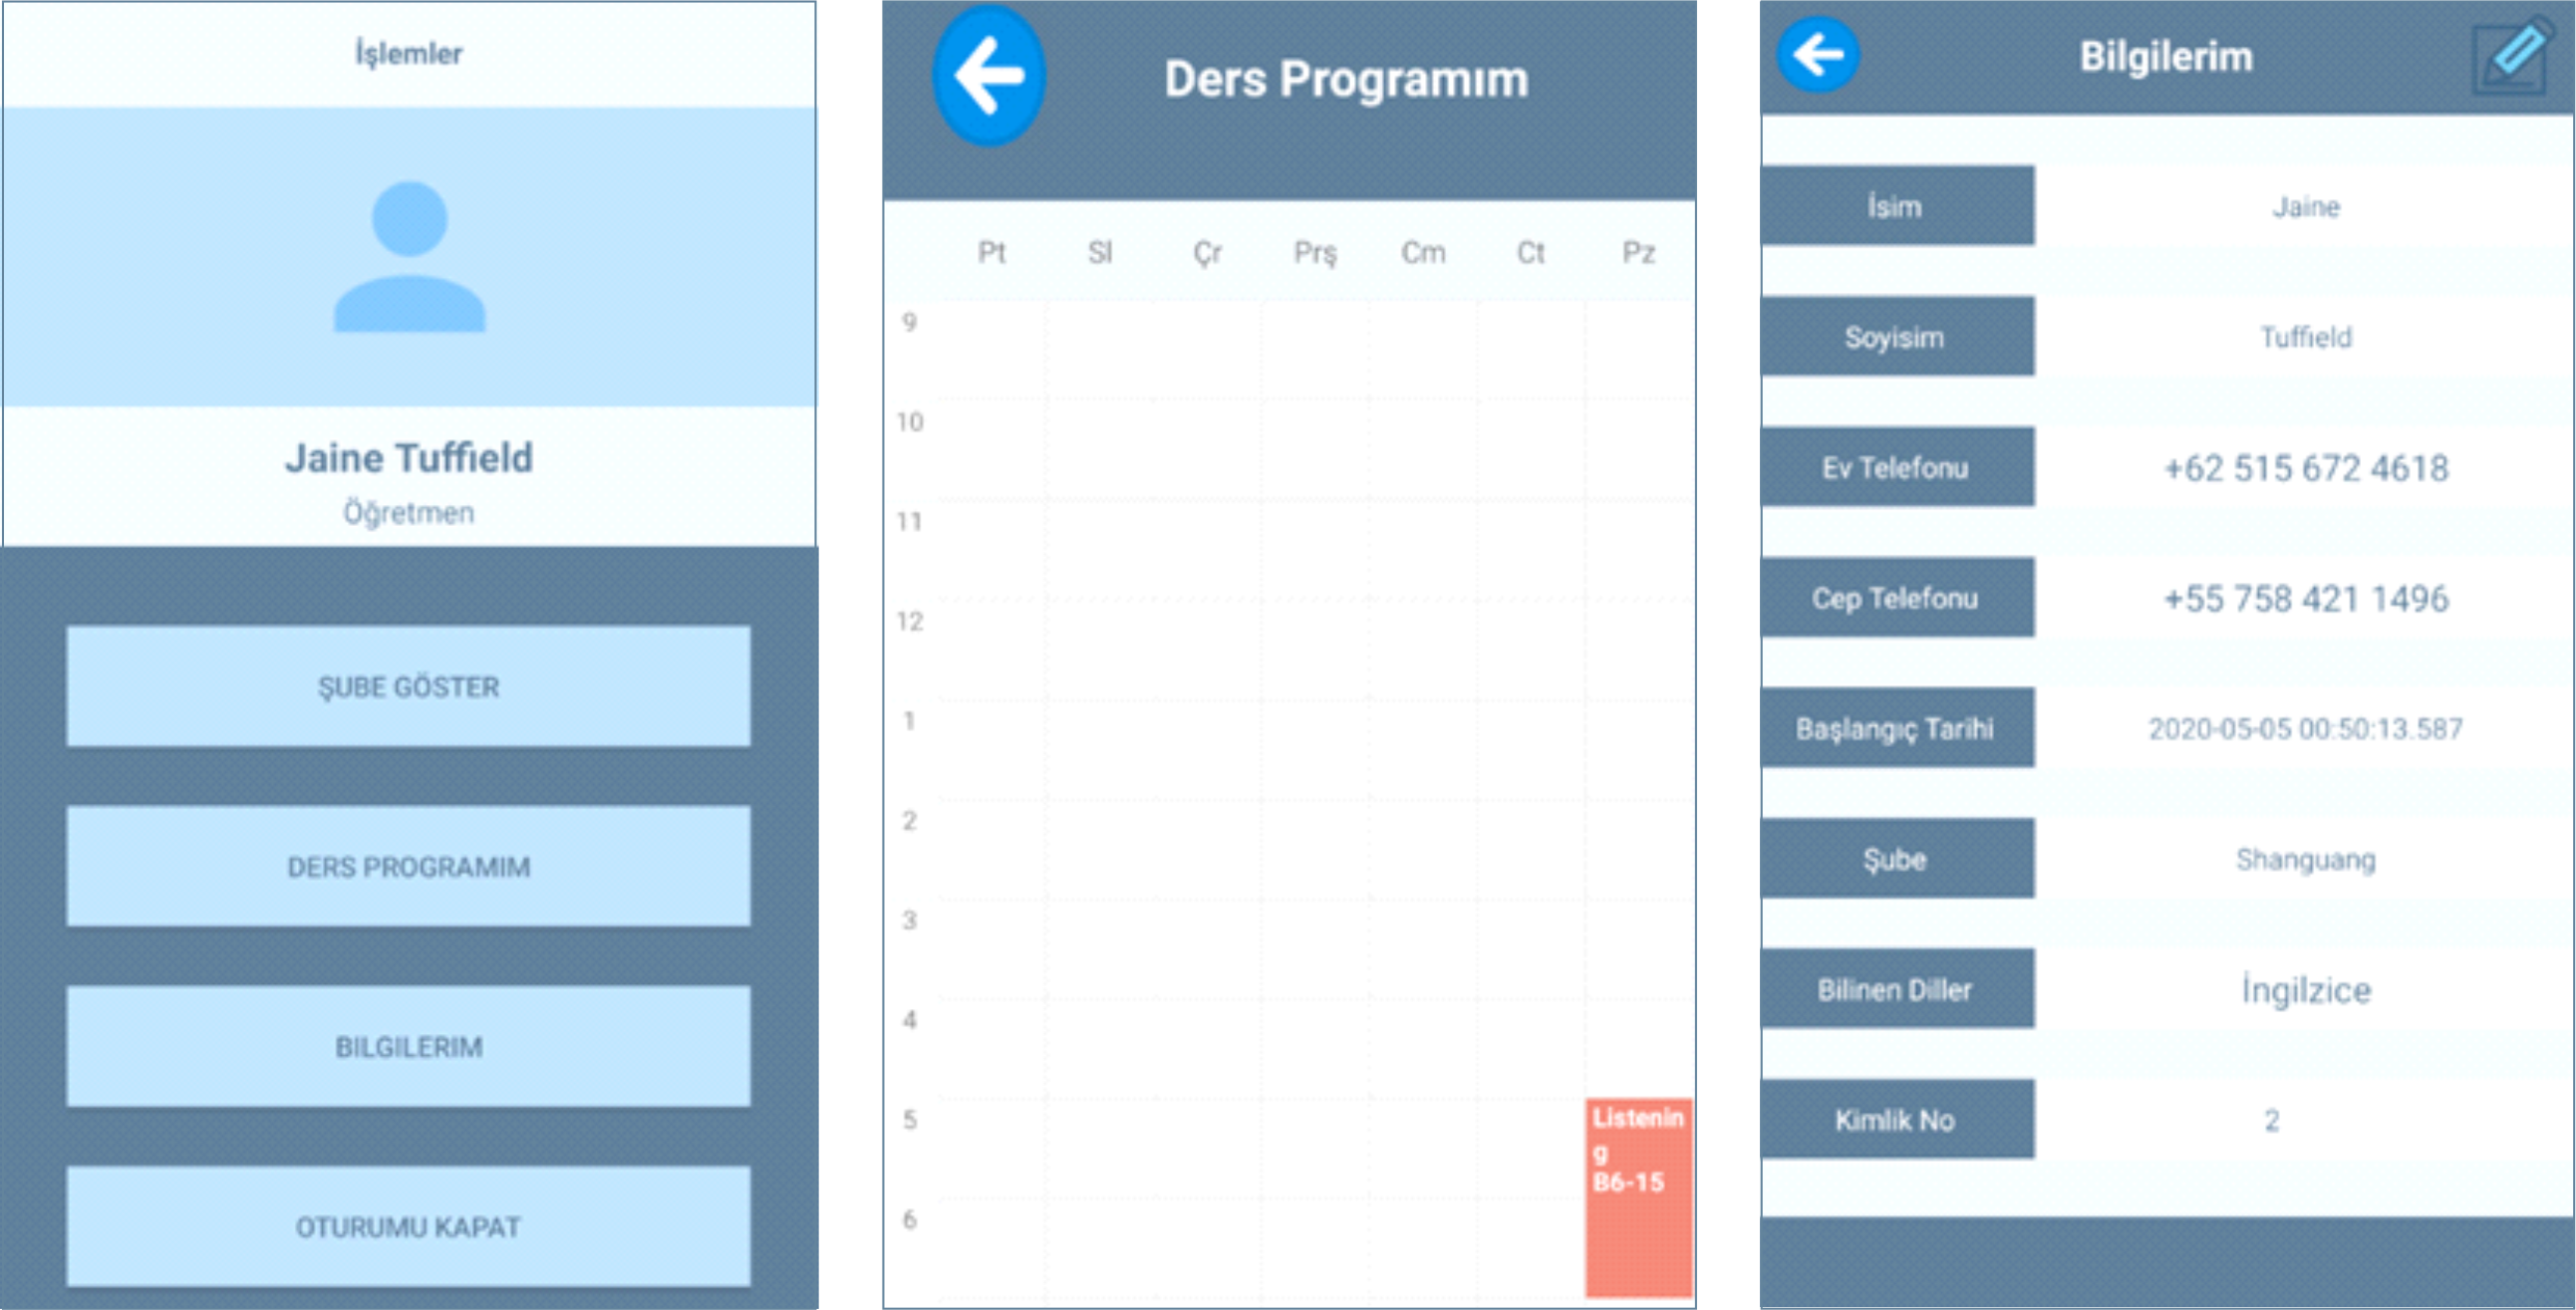 İşlemler
Jaine Tuffield
Öğretmen
ŞUBE GÖSTER
DERS PROGRAMIM
BILGILERIM
OTURUMU KAPAT
Ders Programım
Pt Sl Çr Prş Cm Ct Pz
9
10
11
12
1
2
3
4
5
6
Listenin
g
B6-15
Bilgilerim
İsim Jaine
Soyisim Tuffield
Ev Telefonu +62 515 672 4618
Cep Telefonu +55 758 421 1496
Başlangıç Tarihi 2020-05-05 00:50:13.587
Şube Shanguang
Bilinen Diller İngilzice
Kimlik No 2